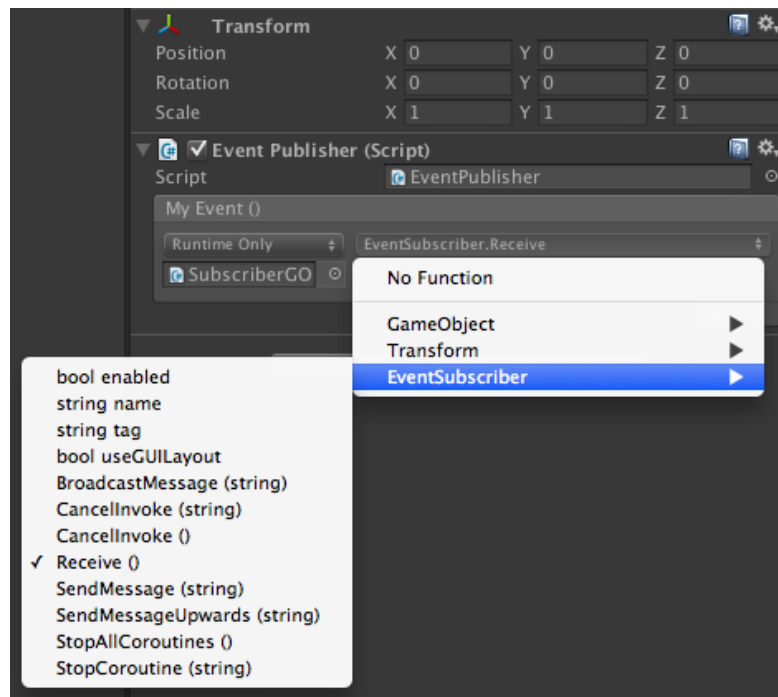 Transform
Position X 0 Y 0 Z 0
Rotation X 0 Y 0 Z 0
Scale X 1 Y 1 Z 1
Event Publisher (Script)
Script EventPublisher
My Event ()
Runtime Only EventSubscriber.Receive
SubscriberGO
No Function
GameObject
Transform
EventSubscriber
bool enabled
string name
string tag
bool useGUILayout
BroadcastMessage (string)
CancelInvoke (string)
CancelInvoke ()
✓ Receive ()
SendMessage (string)
SendMessageUpwards (string)
StopAllCoroutines ()
StopCoroutine (string)